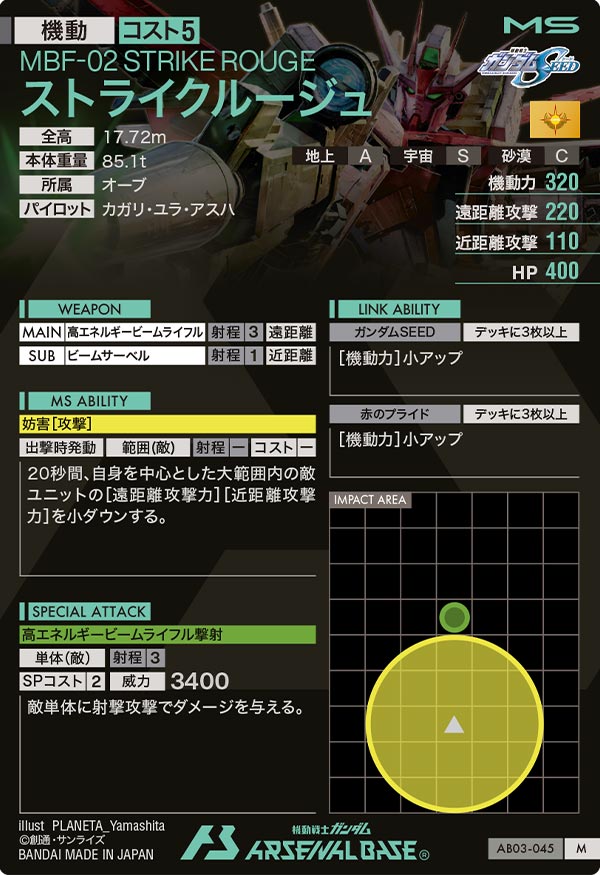 機動 コスト5
MS
MBF-02 STRIKE ROUGE
ストライクルージュ
機動戦士
ガンダムSEED
全高 17.72m
本体重量 85.1t
所属 オーブ
パイロット カガリ・ユラ・アスハ
地上 A 宇宙 S 砂漠 C
機動力 320
遠距離攻撃 220
近距離攻撃 110
HP 400
WEAPON
MAIN 高エネルギービームライフル 射程 3 遠距離
SUB ビームサーベル 射程 1 近距離
MS ABILITY
妨害[攻撃]
出撃時発動 範囲(敵) 射程 ー コスト ー
20秒間、自身を中心とした大範囲内の敵
ユニットの[遠距離攻撃力][近距離攻撃
力]を小ダウンする。
SPECIAL ATTACK
高エネルギービームライフル撃射
単体(敵) 射程 3
SPコスト 2 威力 3400
敵単体に射撃攻撃でダメージを与える。
LINK ABILITY
ガンダムSEED デッキに3枚以上
[機動力]小アップ
赤のプライド デッキに3枚以上
[機動力]小アップ
IMPACT AREA
illust PLANETA_Yamashita
©創通・サンライズ
BANDAI MADE IN JAPAN
機動戦士ガンダム
AB ARSENAL BASE®
AB03-045 M